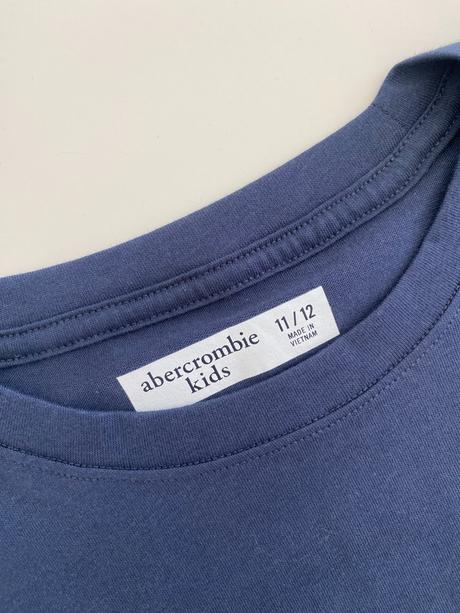 abercrombie
kids
11/12
MADE IN
VIETNAM